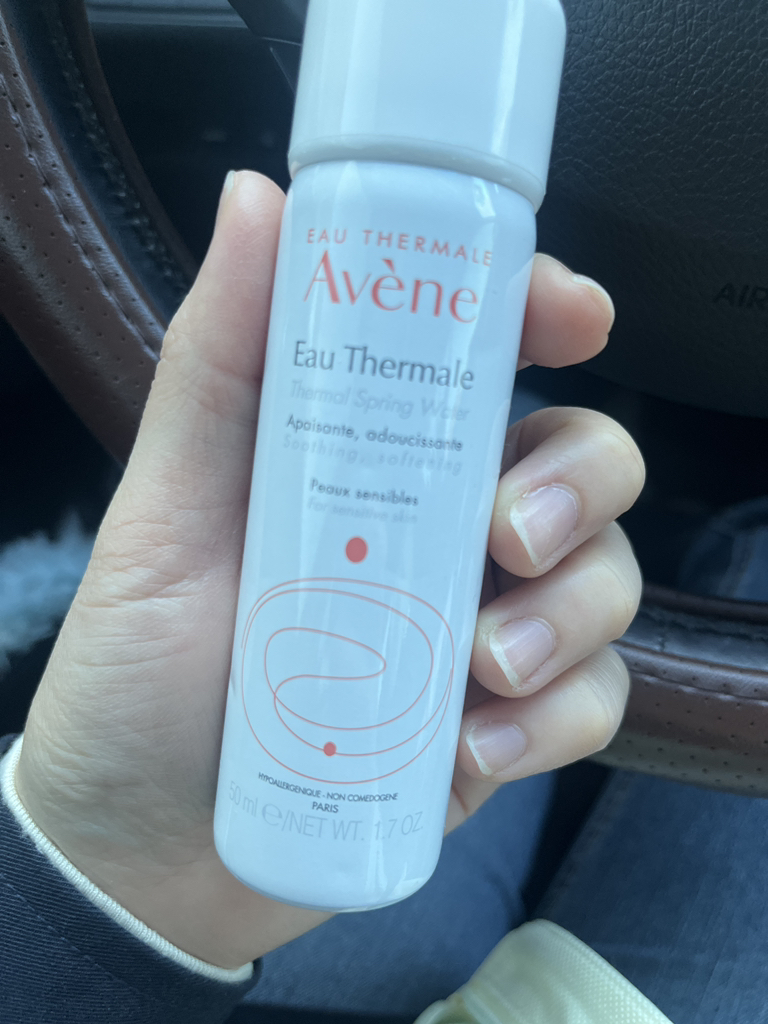 EAU THERMALE
Avène
Eau Thermale
Thermal Spring Water
Apaisante, adoucissante
Soothing, softening
Peaux sensibles
For sensitive skin
HYPOALLERGENIQUE - NON COMEDOGENE
PARIS
50 ml e/NET WT. 1.7 OZ.
AIR